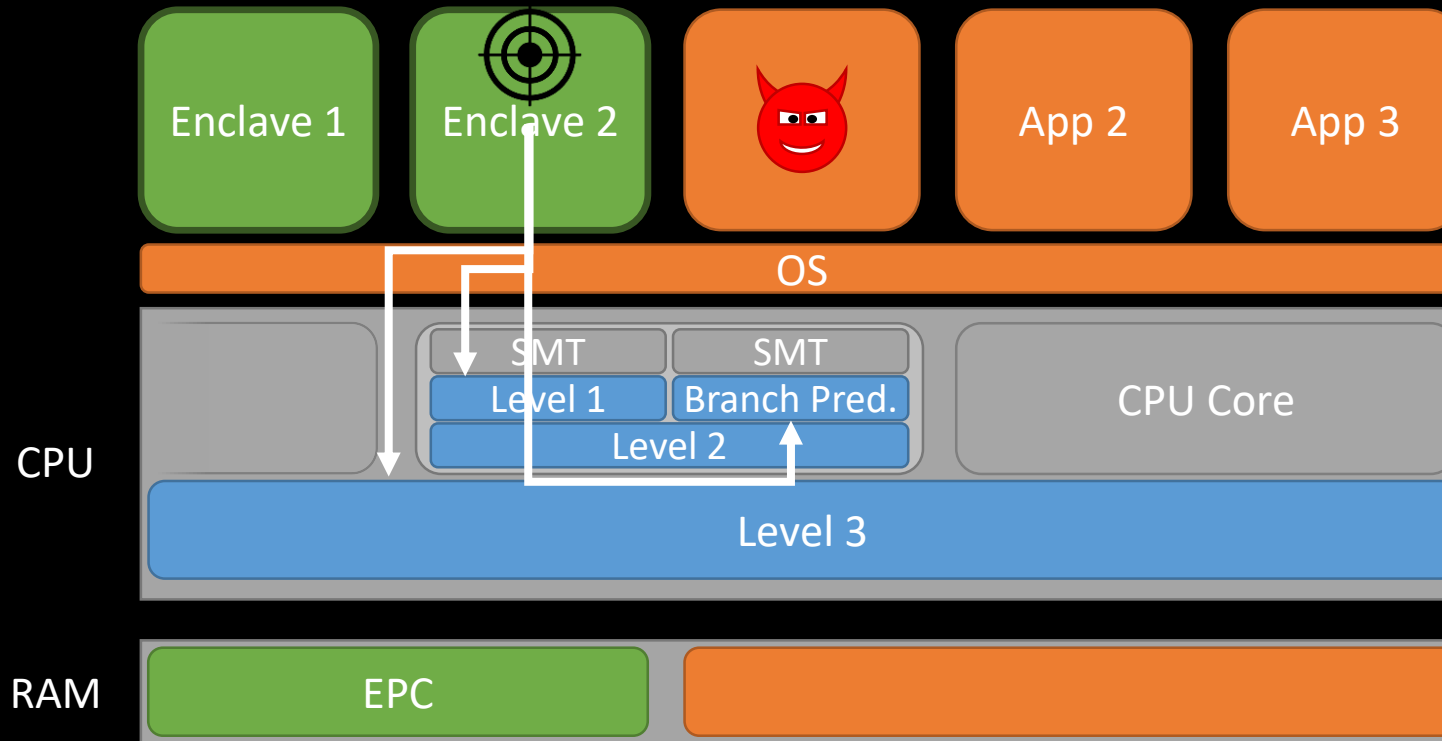 Enclave 1
Enclave 2
App 2
App 3
OS
SMT
SMT
Level 1
Branch Pred.
Level 2
CPU Core
CPU
Level 3
RAM
EPC